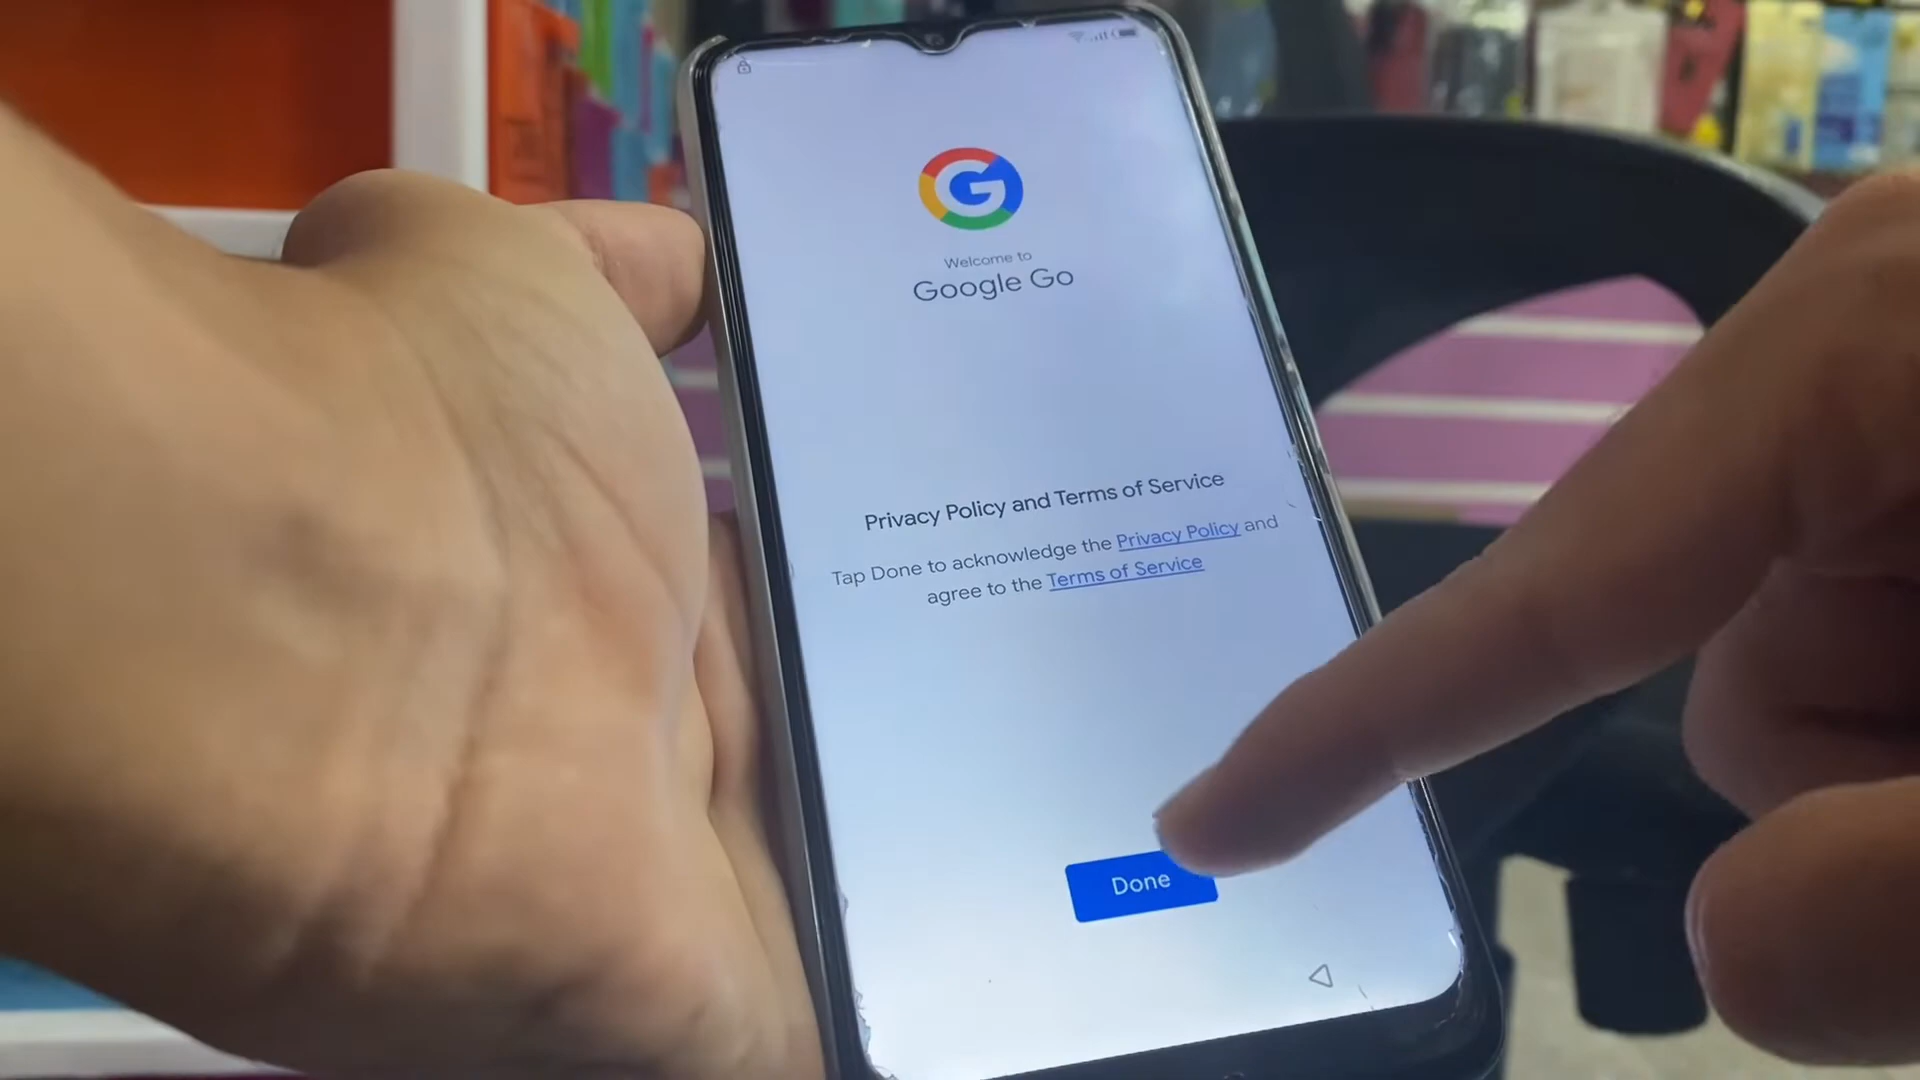 Welcome to
Google Go
Privacy Policy and Terms of Service
Tap Done to acknowledge the Privacy Policy and
agree to the Terms of Service
Done